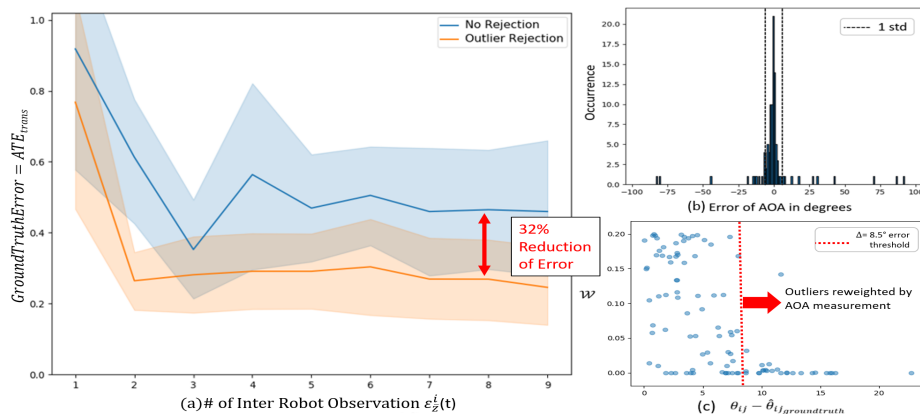 GroundTruthError = ATE_trans
1.0
0.8
0.6
0.4
0.2
0.0
No Rejection
Outlier Rejection
32%
Reduction
of Error
1 2 3 4 5 6 7 8 9
(a)# of Inter Robot Observation ε_z^i(t)
Occurrence
20.0
17.5
15.0
12.5
10.0
7.5
5.0
2.5
0.0
1 std
−100 −75 −50 −25 0 25 50 75 100
(b) Error of AOA in degrees
𝒲
0.20
0.15
0.10
0.05
0.00
Δ= 8.5° error
threshold
Outliers reweighted by
AOA measurement
0 5 10 15 20
(c) θ_ij − θ̂_ij_groundtruth